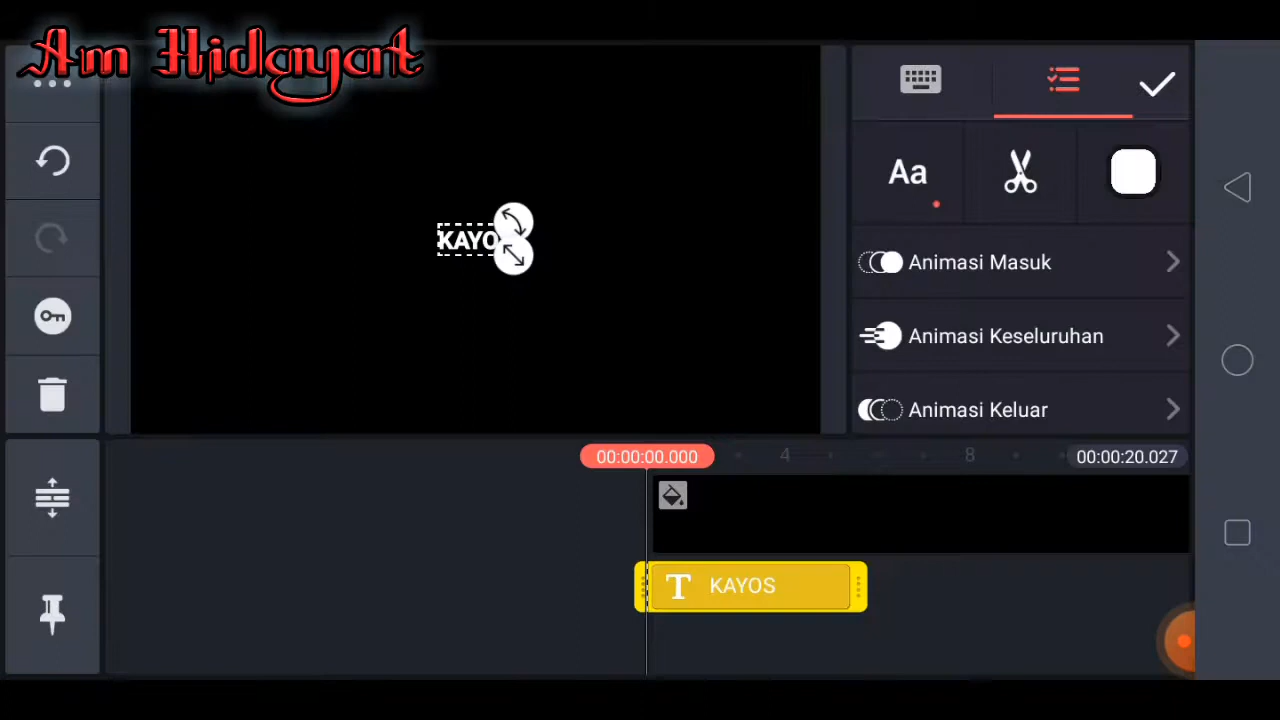 Am Hidayart
KAYO
Aa
Animasi Masuk
Animasi Keseluruhan
Animasi Keluar
00:00:00.000
4
8
00:00:20.027
T KAYOS